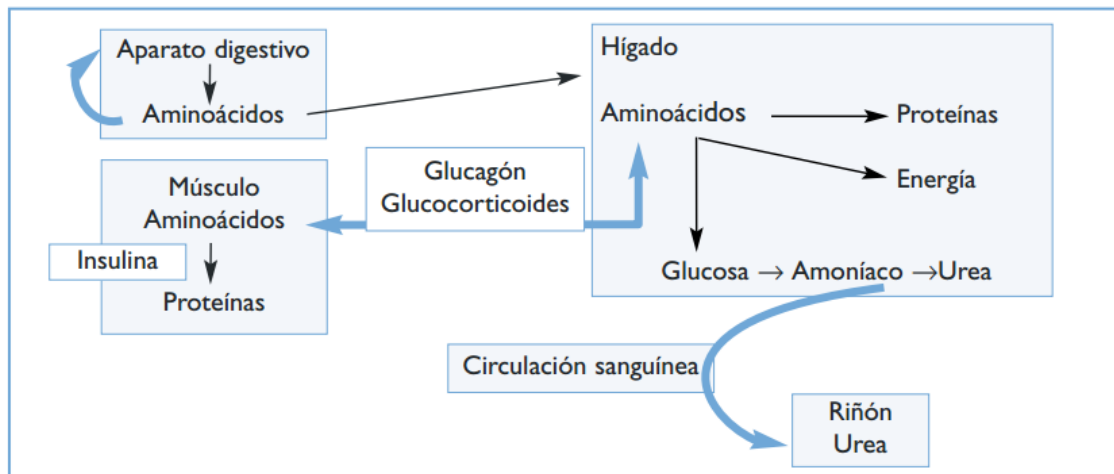 Aparato digestivo
Aminoácidos
Hígado
Aminoácidos
Proteínas
Energía
Glucosa → Amoníaco →Urea
Glucagón
Glucocorticoides
Músculo
Aminoácidos
Insulina
Proteínas
Circulación sanguínea
Riñón
Urea